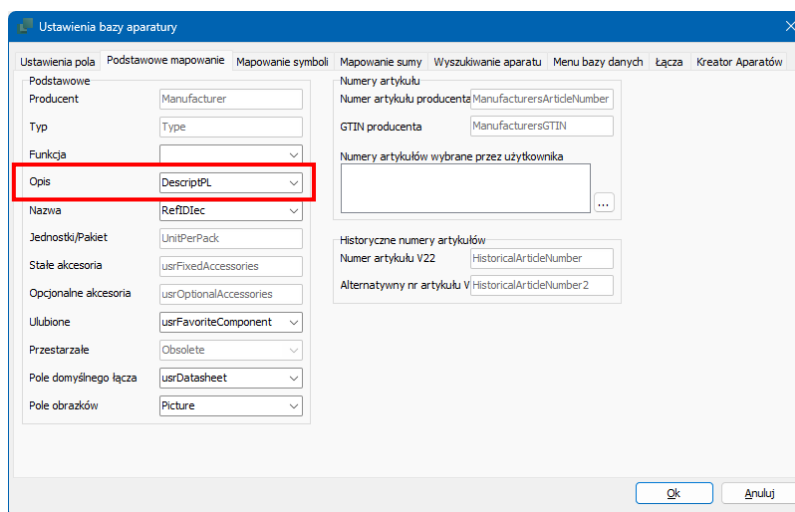 Ustawienia bazy aparatury
Ustawienia pola Podstawowe mapowanie Mapowanie symboli Mapowanie sumy Wyszukiwanie aparatu Menu bazy danych Łącza Kreator Aparatów
Podstawowe
Producent Manufacturer
Typ Type
Funkcja
Opis DescriptPL
Nazwa RefIDIec
Jednostki/Pakiet UnitPerPack
Stałe akcesoria usrFixedAccessories
Opcjonalne akcesoria usrOptionalAccessories
Ulubione usrFavoriteComponent
Przestarzałe Obsolete
Pole domyślnego łącza usrDatasheet
Pole obrazków Picture
Numery artykułu
Numer artykułu producenta ManufacturersArticleNumber
GTIN producenta ManufacturersGTIN
Numery artykułów wybrane przez użytkownika
...
Historyczne numery artykułów
Numer artykułu V22 HistoricalArticleNumber
Alternatywny nr artykułu V HistoricalArticleNumber2
Ok Anuluj